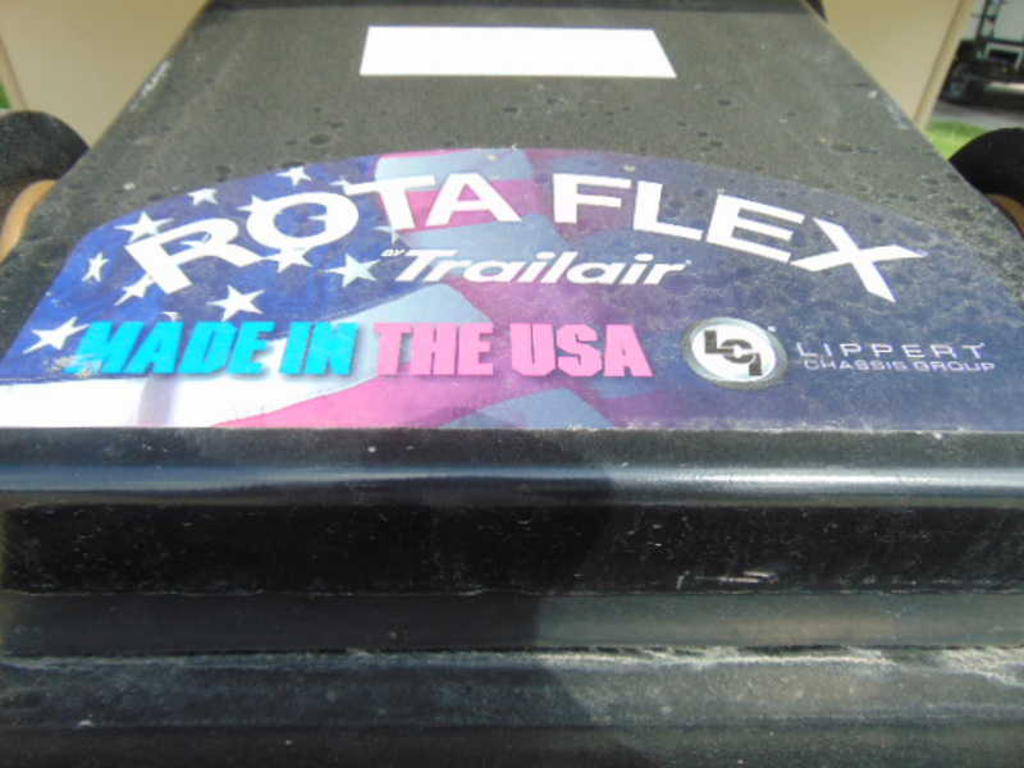 ROTA FLEX
BY Trailair
MADE IN THE USA
LCI
LIPPERT
CHASSIS GROUP